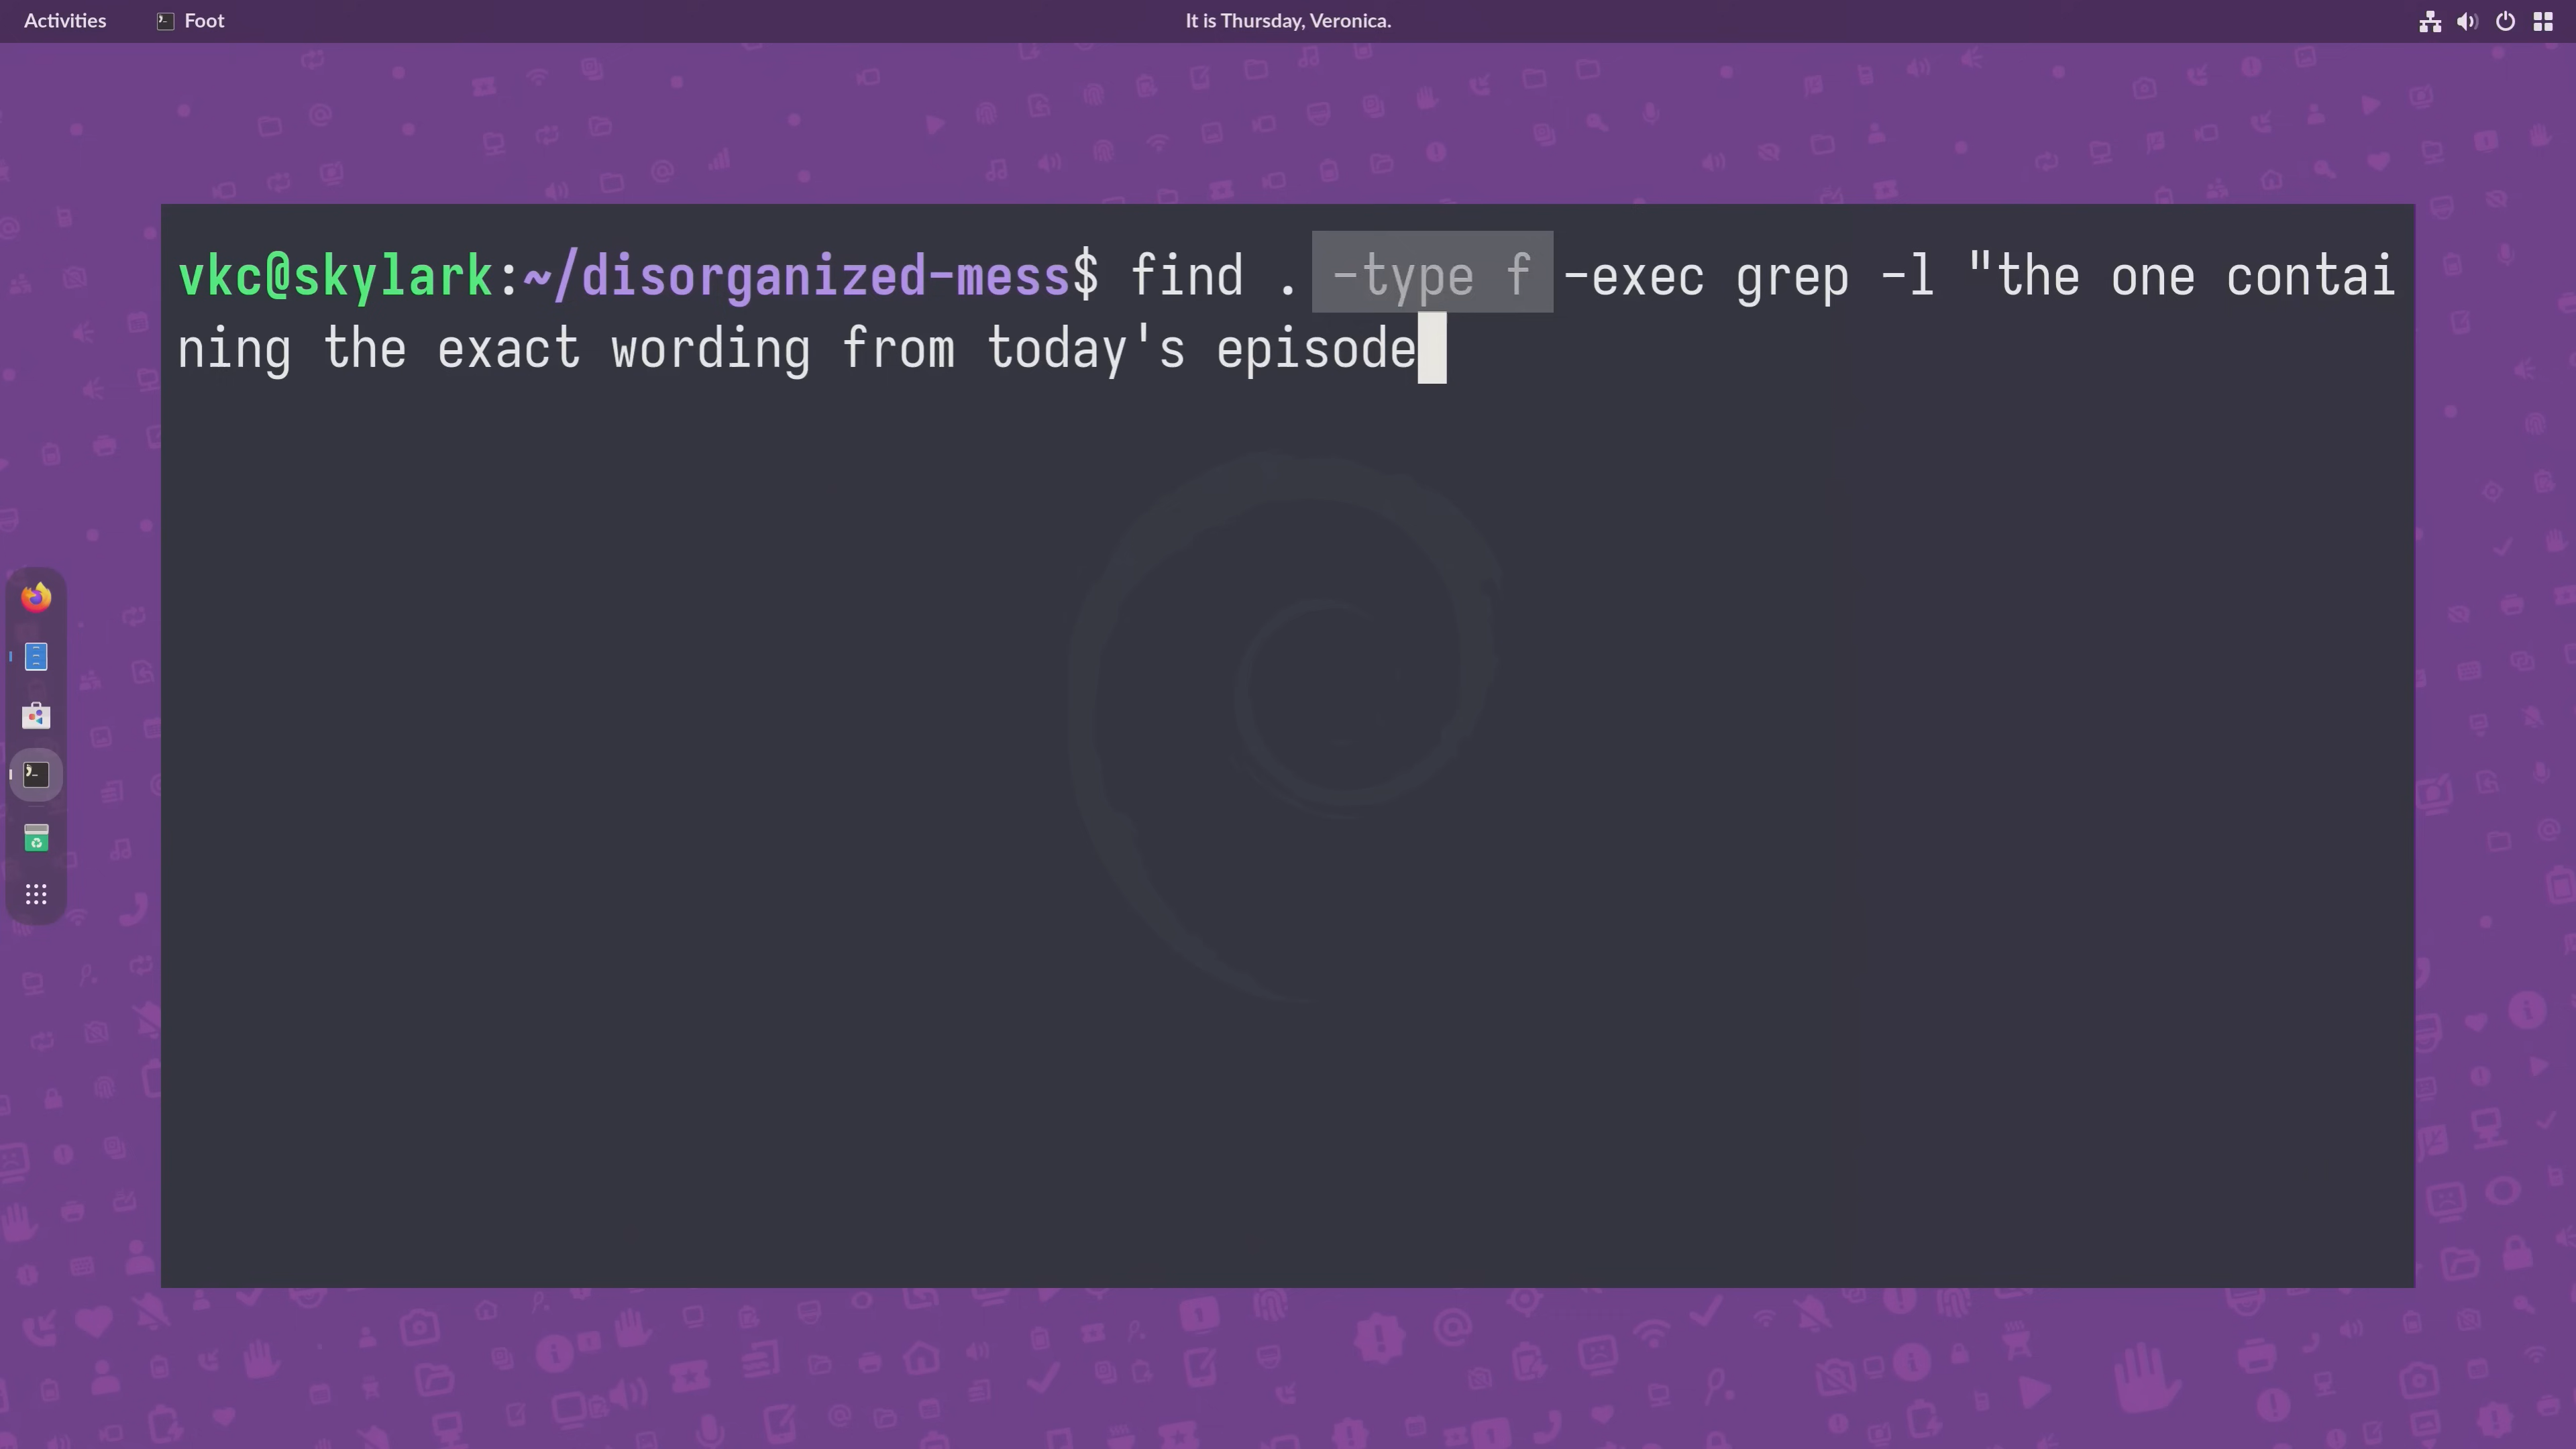 Activities Foot It is Thursday, Veronica.
vkc@skylark:~/disorganized-mess$ find . -type f -exec grep -l "the one contai
ning the exact wording from today's episode